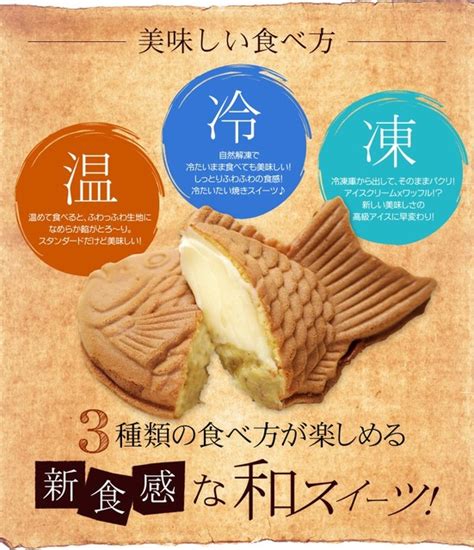 美味しい食べ方
温
温めて食べると、ふわっふわ生地に
なめらか餡がとろ〜り。
スタンダードだけど美味しい!
冷
自然解凍で
冷たいまま食べても美味しい!
しっとりふわふわの食感!
冷たいたい焼きスイーツ♪
凍
冷凍庫から出して、そのままパクリ!
アイスクリーム×ワッフル!?
新しい美味しさの
高級アイスに早変わり!
3種類の食べ方が楽しめる
新食感な和スイーツ!